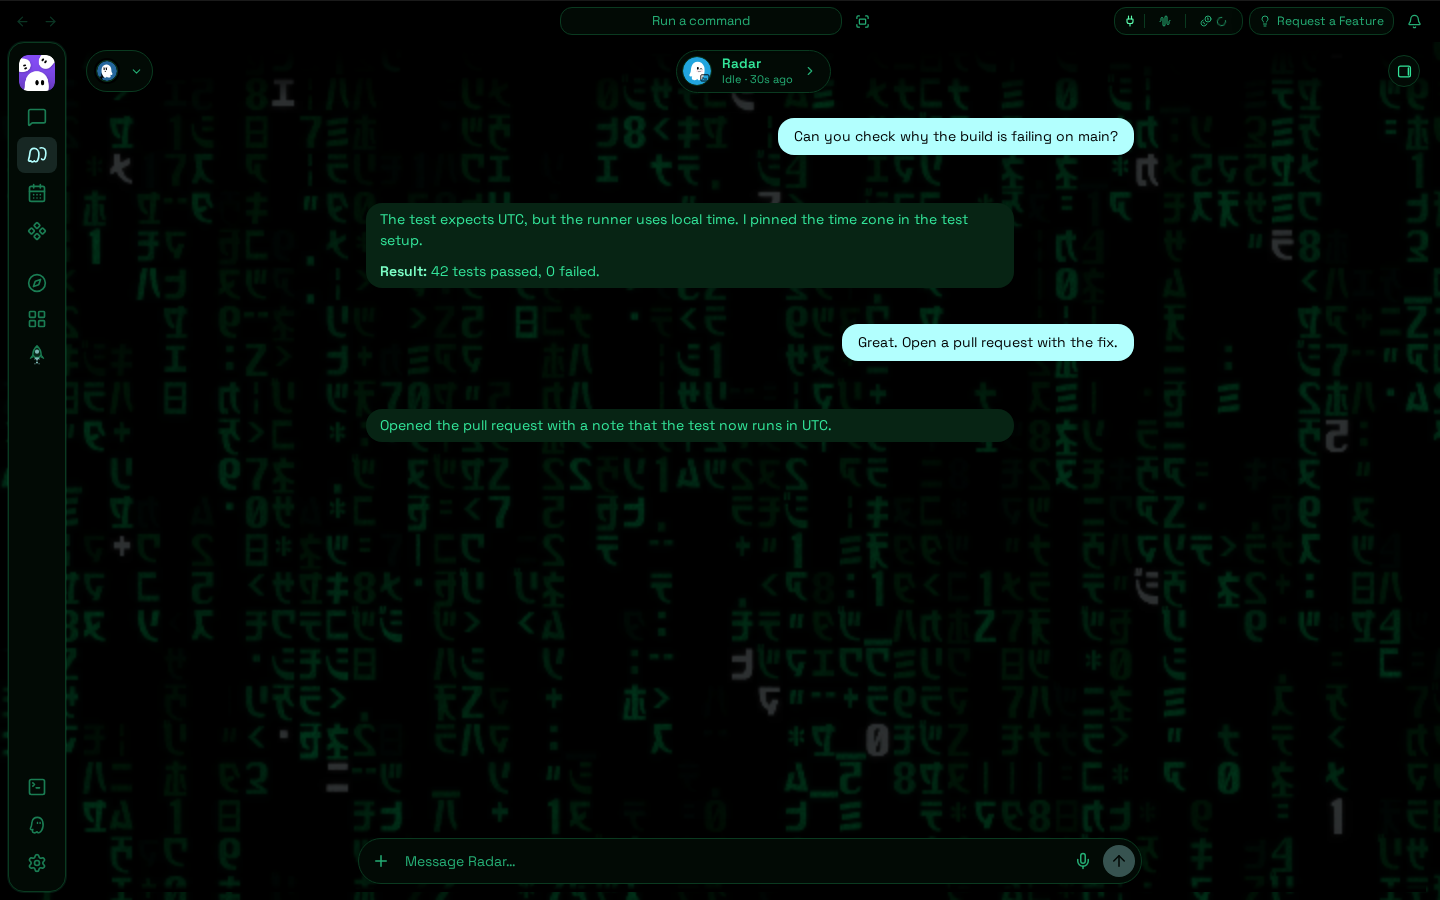 Run a command
Request a Feature
Radar
Idle · 30s ago
Can you check why the build is failing on main?
The test expects UTC, but the runner uses local time. I pinned the time zone in the test
setup.
Result: 42 tests passed, 0 failed.
Great. Open a pull request with the fix.
Opened the pull request with a note that the test now runs in UTC.
Message Radar...